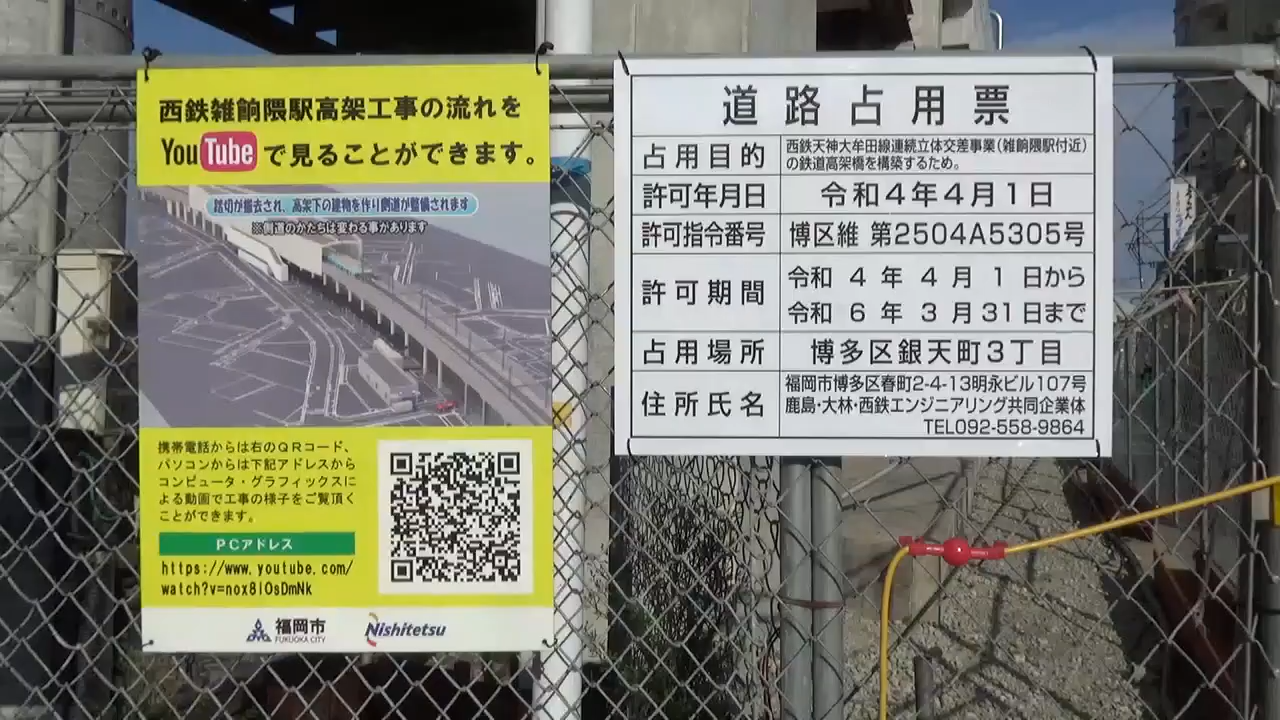 西鉄雑餉隈駅高架工事の流れを
YouTubeで見ることができます。
踏切が撤去され、高架下の建物を作り側道が整備されます
※側道のかたちは変わる事があります
携帯電話からは右のQRコード、
パソコンからは下記アドレスから
コンピュータ・グラフィックスに
よる動画で工事の様子をご覧頂く
ことができます。
PCアドレス
https://www.youtube.com/
watch?v=nox8lOsDmNk
福岡市
FUKUOKA CITY
Nishitetsu
道路占用票
占用目的 西鉄天神大牟田線連続立体交差事業(雑餉隈駅付近)
の鉄道高架橋を構築するため。
許可年月日 令和4年4月1日
許可指令番号 博区維 第2504A5305号
許可期間 令和 4 年 4 月 1 日から
令和 6 年 3 月 31 日まで
占用場所 博多区銀天町3丁目
住所氏名 福岡市博多区春町2-4-13明永ビル107号
鹿島・大林・西鉄エンジニアリング共同企業体
TEL092-558-9864